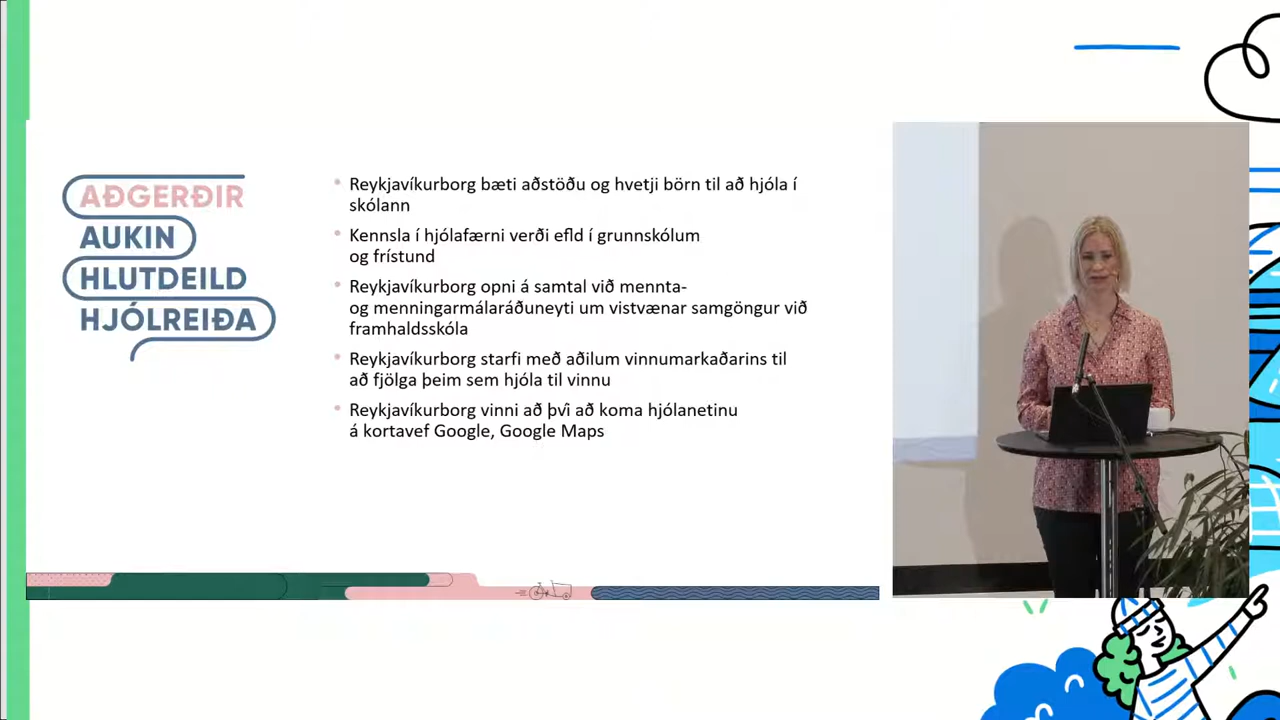 AÐGERÐIR
AUKIN
HLUTDEILD
HJÓLREIÐA
• Reykjavíkurborg bæti aðstöðu og hvetji börn til að hjóla í
skólann
• Kennsla í hjólafærni verði efld í grunnskólum
og frístund
• Reykjavíkurborg opni á samtal við mennta-
og menningarmálaráðuneyti um vistvænar samgöngur við
framhaldsskóla
• Reykjavíkurborg starfi með aðilum vinnumarkaðarins til
að fjölga þeim sem hjóla til vinnu
• Reykjavíkurborg vinni að því að koma hjólanetinu
á kortavef Google, Google Maps